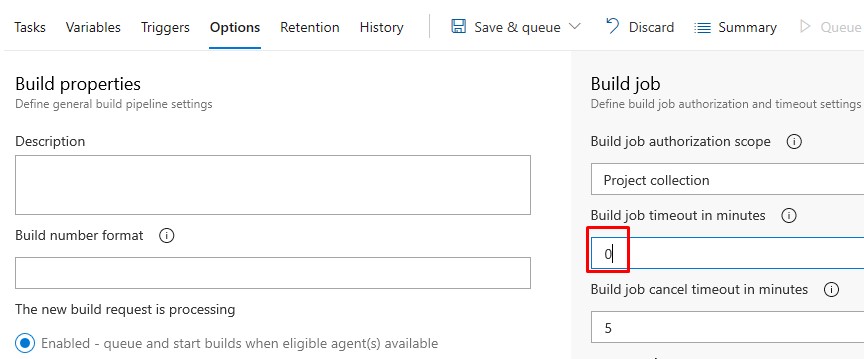 Tasks Variables Triggers Options Retention History Save & queue Discard Summary Queue
Build properties
Define general build pipeline settings
Description
Build number format
The new build request is processing
Enabled - queue and start builds when eligible agent(s) available
Build job
Define build job authorization and timeout settings
Build job authorization scope
Project collection
Build job timeout in minutes
0
Build job cancel timeout in minutes
5